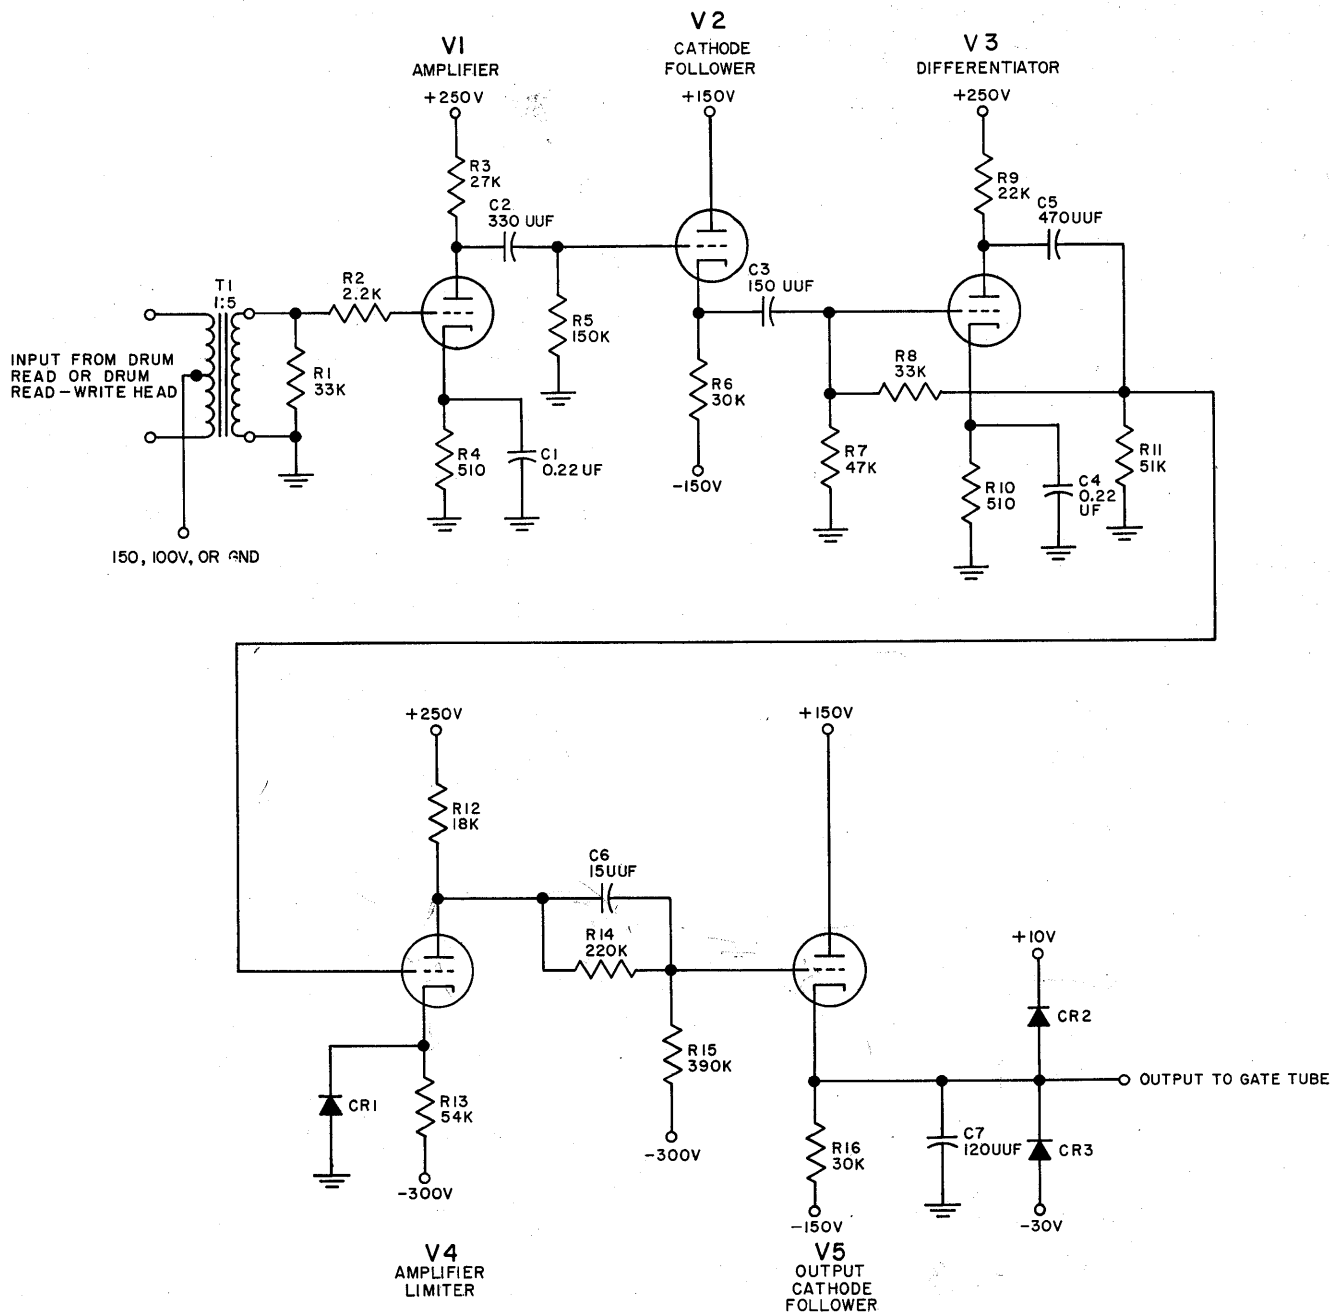 V1
AMPLIFIER
+250V
V2
CATHODE
FOLLOWER
+150V
V3
DIFFERENTIATOR
+250V
R3
27K
C2
330 UUF
R9
22K
C5
470UUF
T1
1:5
R2
2.2K
C3
150 UUF
INPUT FROM DRUM
READ OR DRUM
READ-WRITE HEAD
R1
33K
R5
150K
R6
30K
R8
33K
R4
510
C1
0.22 UF
-150V
R7
47K
R10
510
C4
0.22
UF
R11
51K
150, 100V, OR GND
+250V
+150V
R12
18K
C6
15UUF
R14
220K
+10V
CR2
R15
390K
OUTPUT TO GATE TUBE
CR1
R13
54K
-300V
-300V
R16
30K
C7
120UUF
CR3
-150V
-30V
V4
AMPLIFIER
LIMITER
V5
OUTPUT
CATHODE
FOLLOWER